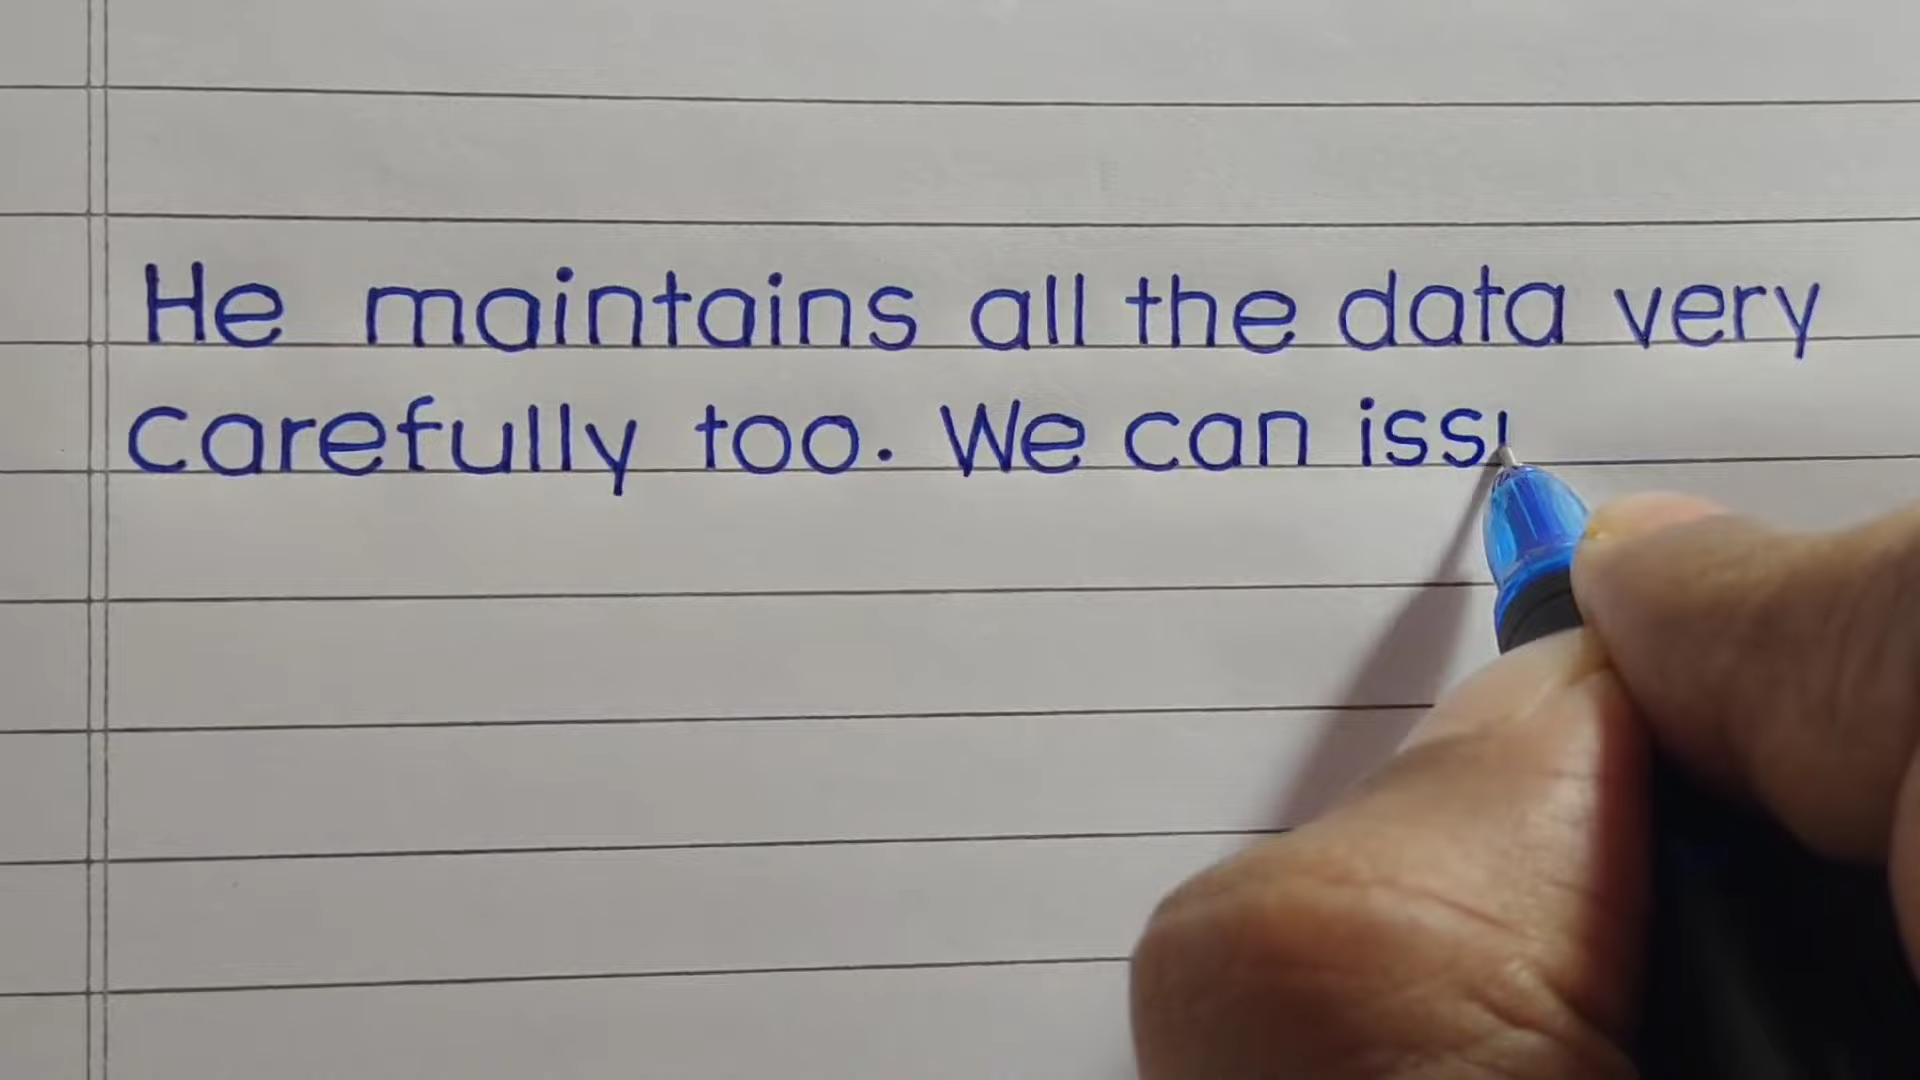 He maintains all the data very
carefully too. We can iss